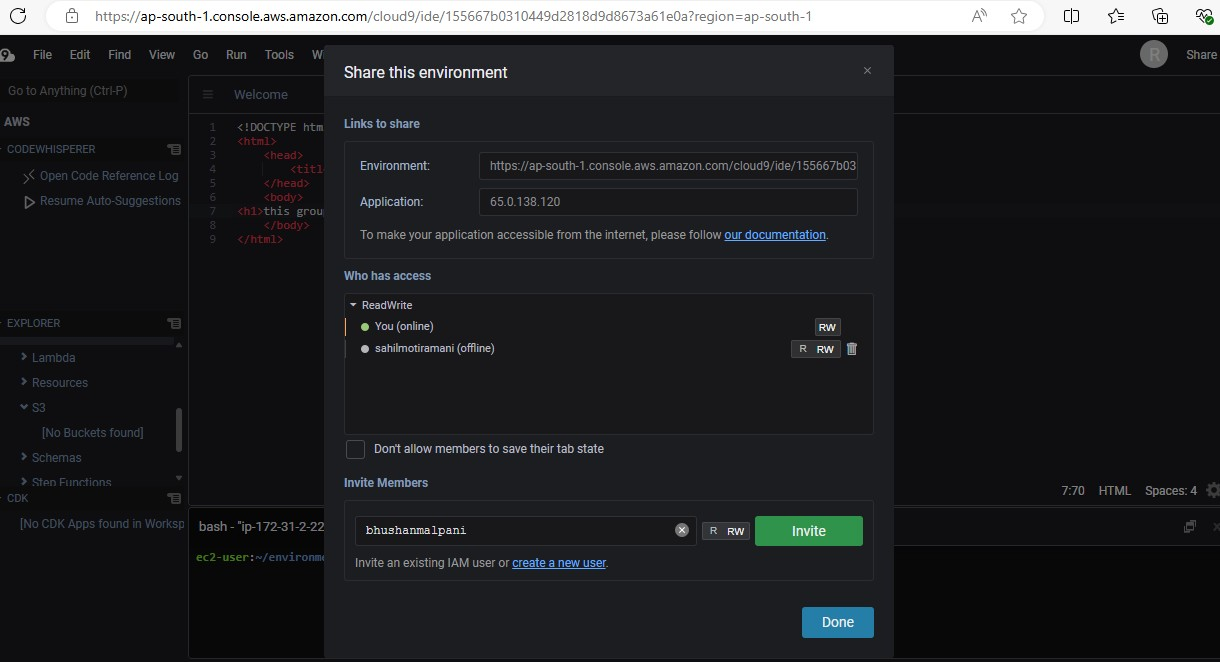 https://ap-south-1.console.aws.amazon.com/cloud9/ide/155667b0310449d2818d9d8673a61e0a?region=ap-south-1
9 File Edit Find View Go Run Tools Wi
R Share
Go to Anything (Ctrl-P)
Welcome
AWS
CODEWHISPERER
Open Code Reference Log
Resume Auto-Suggestions
1 <!DOCTYPE htm
2 <html>
3 <head>
4 <titl
5 </head>
6 <body>
7 <h1>this grou
8 </body>
9 </html>
EXPLORER
Lambda
Resources
S3
[No Buckets found]
Schemas
Step Functions
CDK
[No CDK Apps found in Worksp
bash - "ip-172-31-2-22
ec2-user:~/environme
7:70 HTML Spaces: 4
Share this environment
Links to share
Environment: https://ap-south-1.console.aws.amazon.com/cloud9/ide/155667b03
Application: 65.0.138.120
To make your application accessible from the internet, please follow our documentation.
Who has access
ReadWrite
You (online) RW
sahilmotiramani (offline) R RW
Don't allow members to save their tab state
Invite Members
bhushanmalpani R RW Invite
Invite an existing IAM user or create a new user.
Done